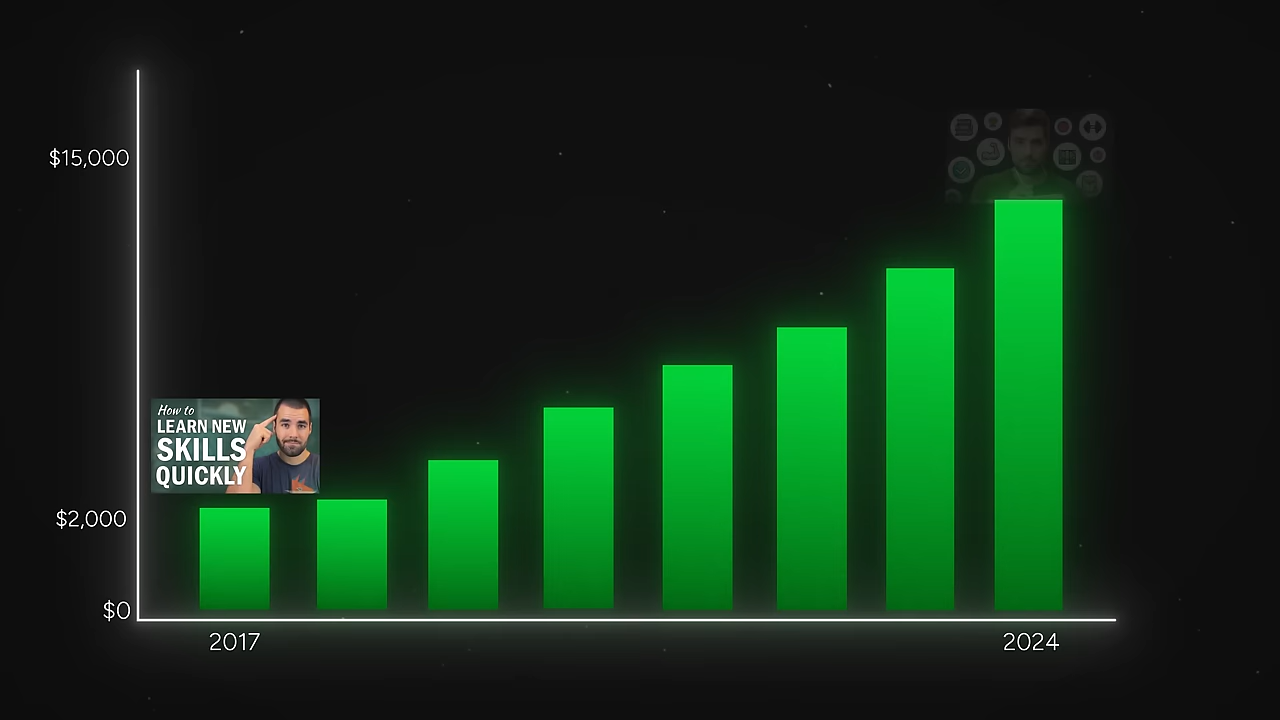 $15,000
How to
LEARN NEW
SKILLS
QUICKLY
$2,000
$0
2017
2024